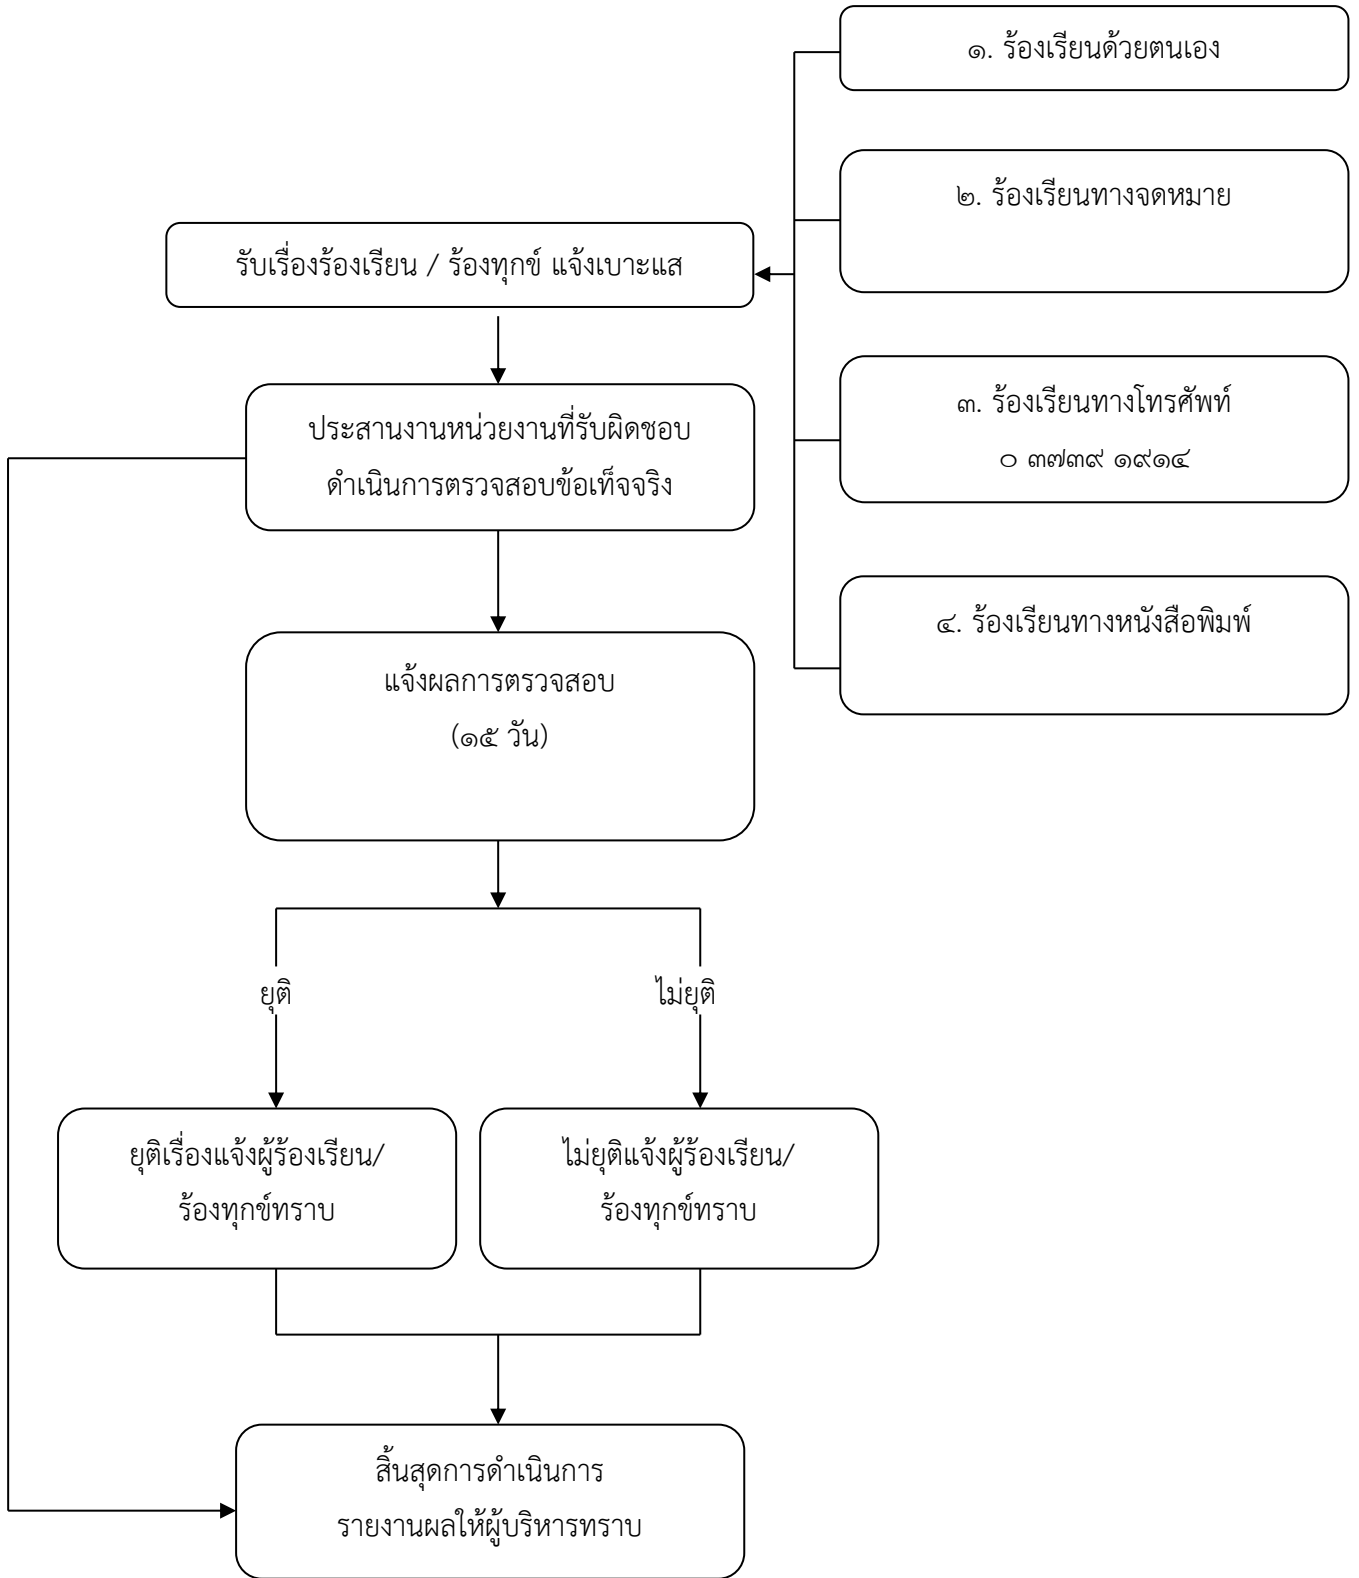 ๑. ร้องเรียนด้วยตนเอง
๒. ร้องเรียนทางจดหมาย
รับเรื่องร้องเรียน / ร้องทุกข์ แจ้งเบาะแส
๓. ร้องเรียนทางโทรศัพท์
๐ ๓๗๓๙ ๑๙๑๔
ประสานงานหน่วยงานที่รับผิดชอบ
ดำเนินการตรวจสอบข้อเท็จจริง
๔. ร้องเรียนทางหนังสือพิมพ์
แจ้งผลการตรวจสอบ
(๑๕ วัน)
ยุติ
ไม่ยุติ
ยุติเรื่องแจ้งผู้ร้องเรียน/
ร้องทุกข์ทราบ
ไม่ยุติแจ้งผู้ร้องเรียน/
ร้องทุกข์ทราบ
สิ้นสุดการดำเนินการ
รายงานผลให้ผู้บริหารทราบ